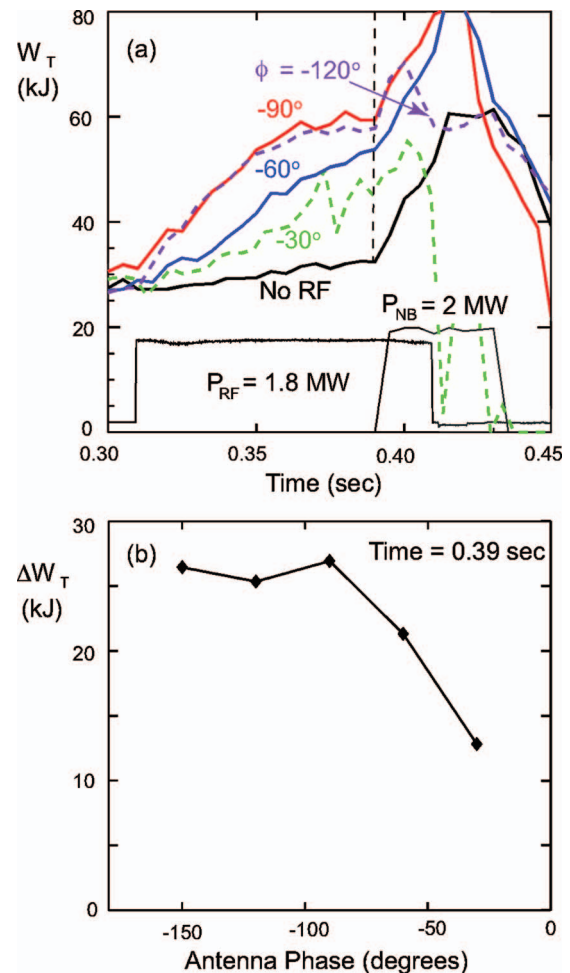 80
(a)
W_T
(kJ)
ϕ = -120°
-90°
60
-60°
40
-30°
No RF
P_NB = 2 MW
20
P_RF = 1.8 MW
0
0.30 0.35 0.40 0.45
Time (sec)
30
(b) Time = 0.39 sec
ΔW_T
(kJ)
20
10
0
-150 -100 -50 0
Antenna Phase (degrees)